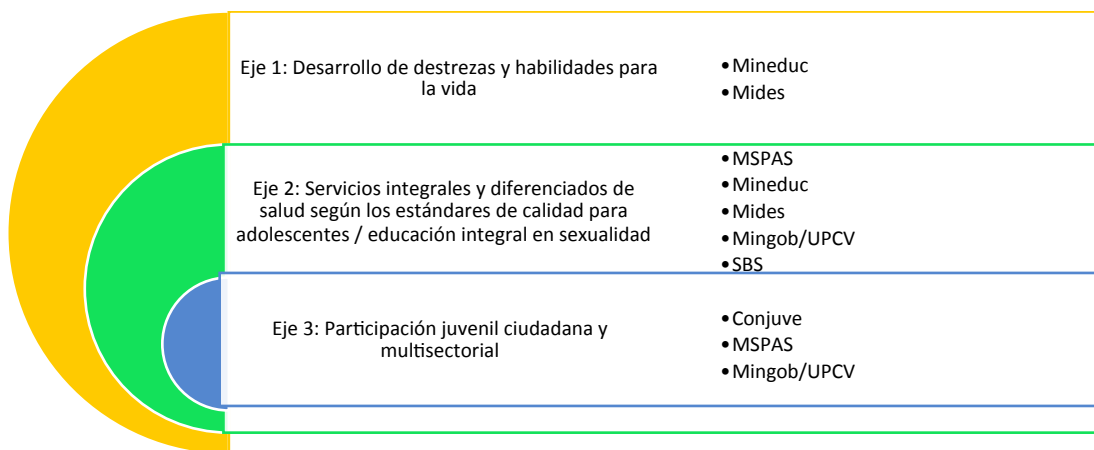 Eje 1: Desarrollo de destrezas y habilidades para
la vida
•Mineduc
•Mides
Eje 2: Servicios integrales y diferenciados de
salud según los estándares de calidad para
adolescentes / educación integral en sexualidad
•MSPAS
•Mineduc
•Mides
•Mingob/UPCV
•SBS
Eje 3: Participación juvenil ciudadana y
multisectorial
•Conjuve
•MSPAS
•Mingob/UPCV